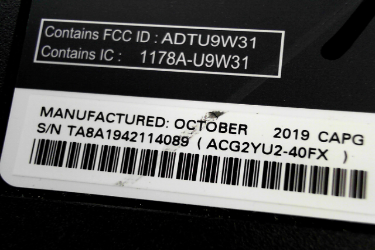 Contains FCC ID : ADTU9W31
Contains IC : 1178A-U9W31
MANUFACTURED: OCTOBER 2019 CAPG
S/N TA8A1942114089 ( ACG2YU2-40FX )